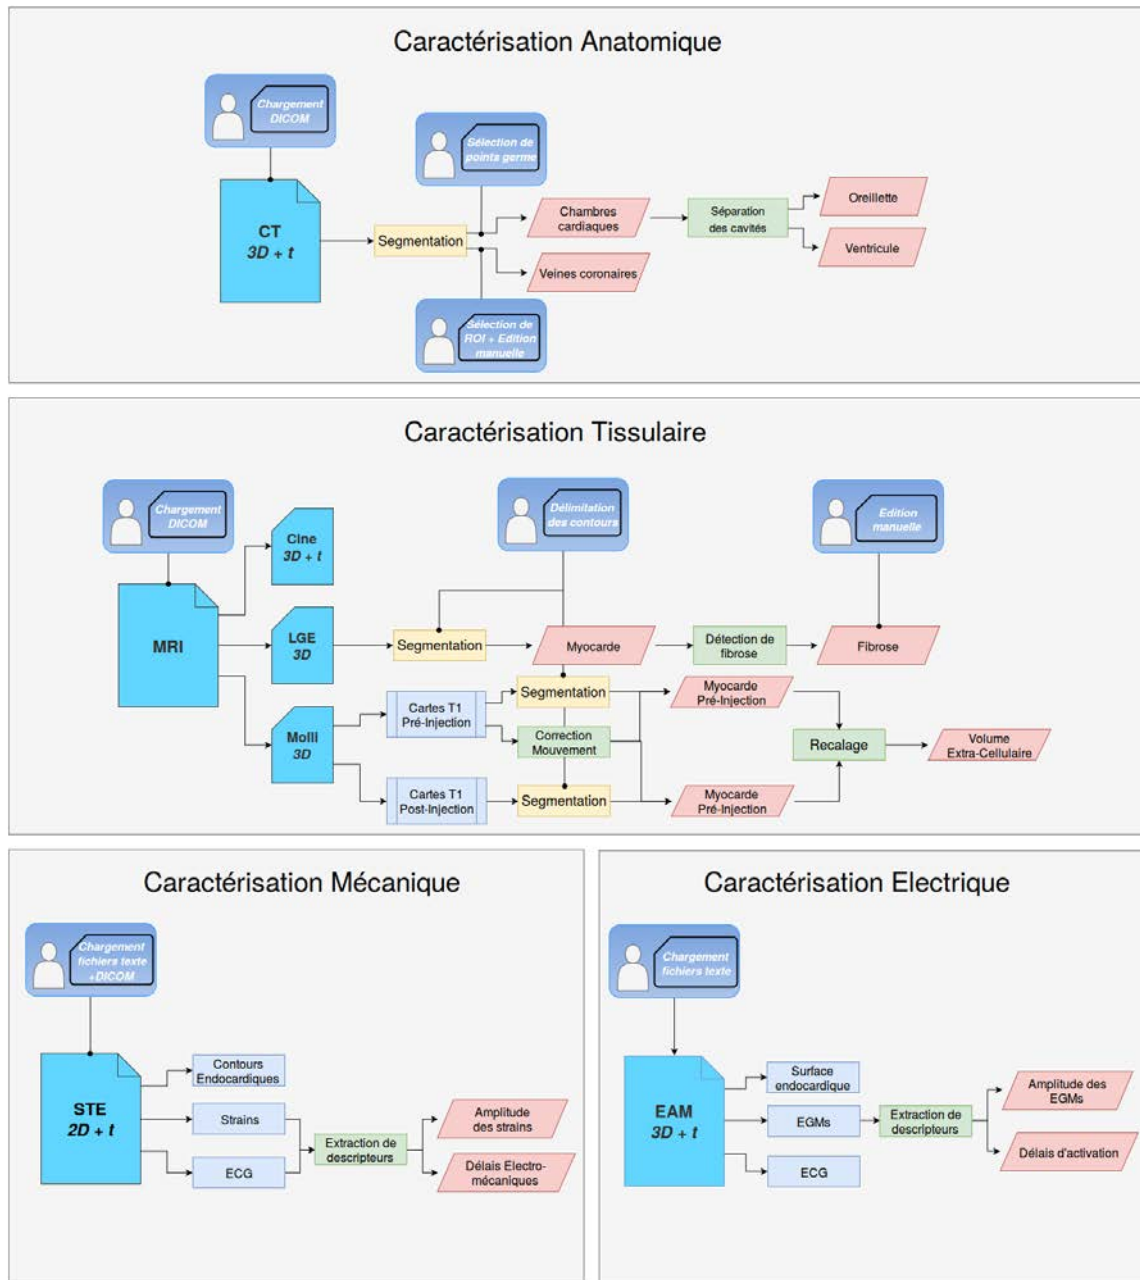 Caractérisation Anatomique
Chargement
DICOM
Sélection de
points germe
CT
3D + t
Segmentation
Chambres
cardiaques
Séparation
des cavités
Oreillette
Ventricule
Veines coronaires
Sélection de
ROI + Edition
manuelle
Caractérisation Tissulaire
Chargement
DICOM
Délimitation
des contours
Edition
manuelle
Cine
3D + t
MRI
LGE
3D
Segmentation
Myocarde
Détection de
fibrose
Fibrose
Molli
3D
Cartes T1
Pré-Injection
Segmentation
Correction
Mouvement
Myocarde
Pré-Injection
Recalage
Volume
Extra-Cellulaire
Cartes T1
Post-Injection
Segmentation
Myocarde
Pré-Injection
Caractérisation Mécanique
Chargement
fichiers texte
+DICOM
STE
2D + t
Contours
Endocardiques
Strains
ECG
Extraction de
descripteurs
Amplitude
des strains
Délais Electro-
mécaniques
Caractérisation Electrique
Chargement
fichiers texte
EAM
3D + t
Surface
endocardique
EGMs
ECG
Extraction de
descripteurs
Amplitude des
EGMs
Délais d'activation